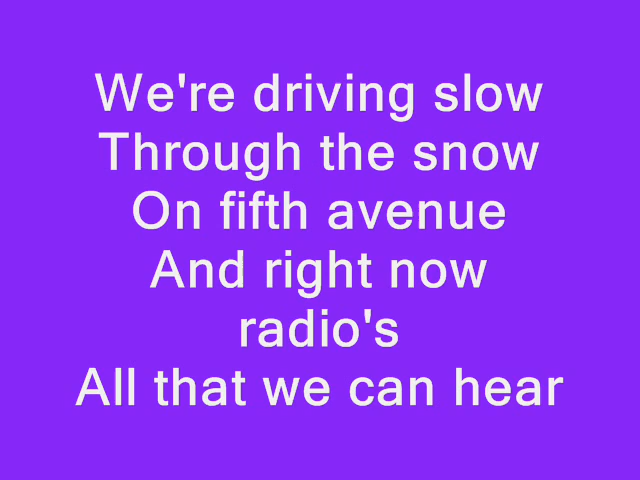 We're driving slow
Through the snow
On fifth avenue
And right now
radio's
All that we can hear